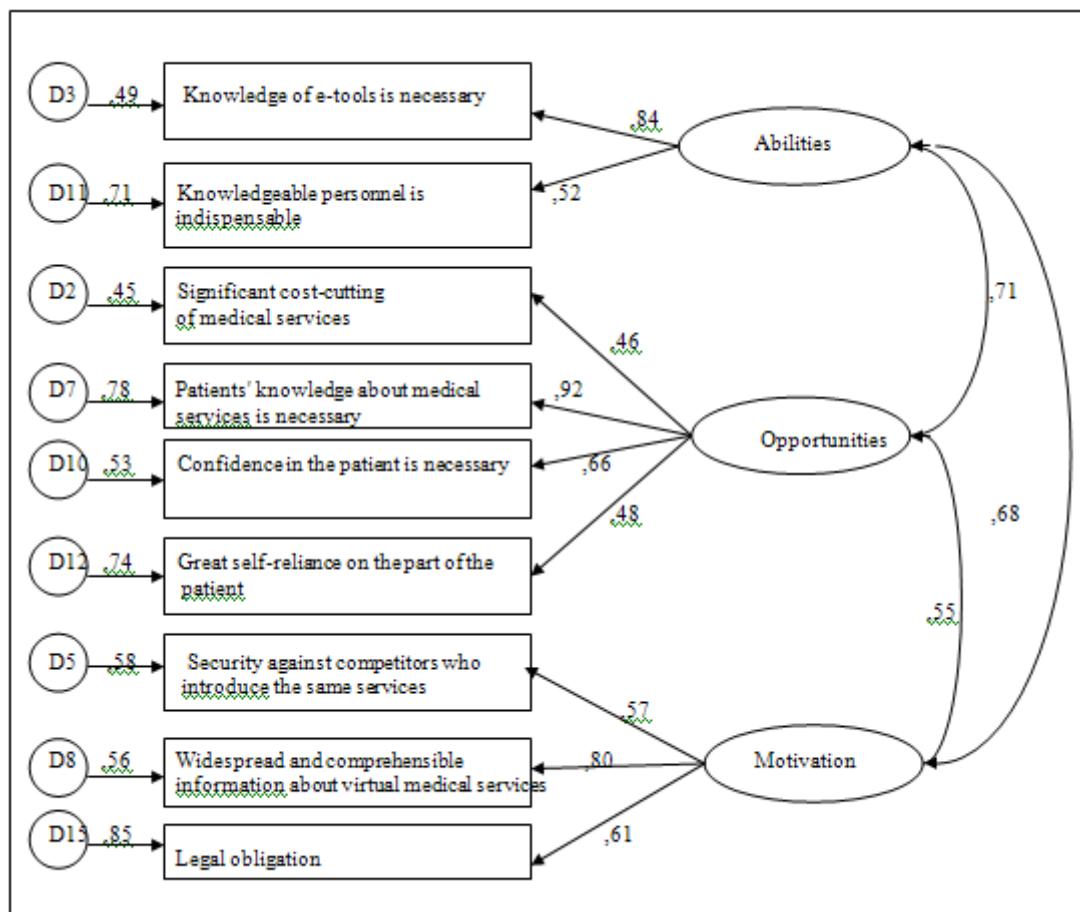 D3 ,49 Knowledge of e-tools is necessary
,84
Abilities
D11 ,71 Knowledgeable personnel is
indispensable
,52
D2 ,45 Significant cost-cutting
of medical services
,71
,46
D7 ,78 Patients' knowledge about medical
services is necessary
,92
Opportunities
D10 ,53 Confidence in the patient is necessary
,66
,48
,68
D12 ,74 Great self-reliance on the part of the
patient
,55
D5 ,58 Security against competitors who
introduce the same services
,57
D8 ,56 Widespread and comprehensible
information about virtual medical services
,80
Motivation
D15 ,85
Legal obligation
,61